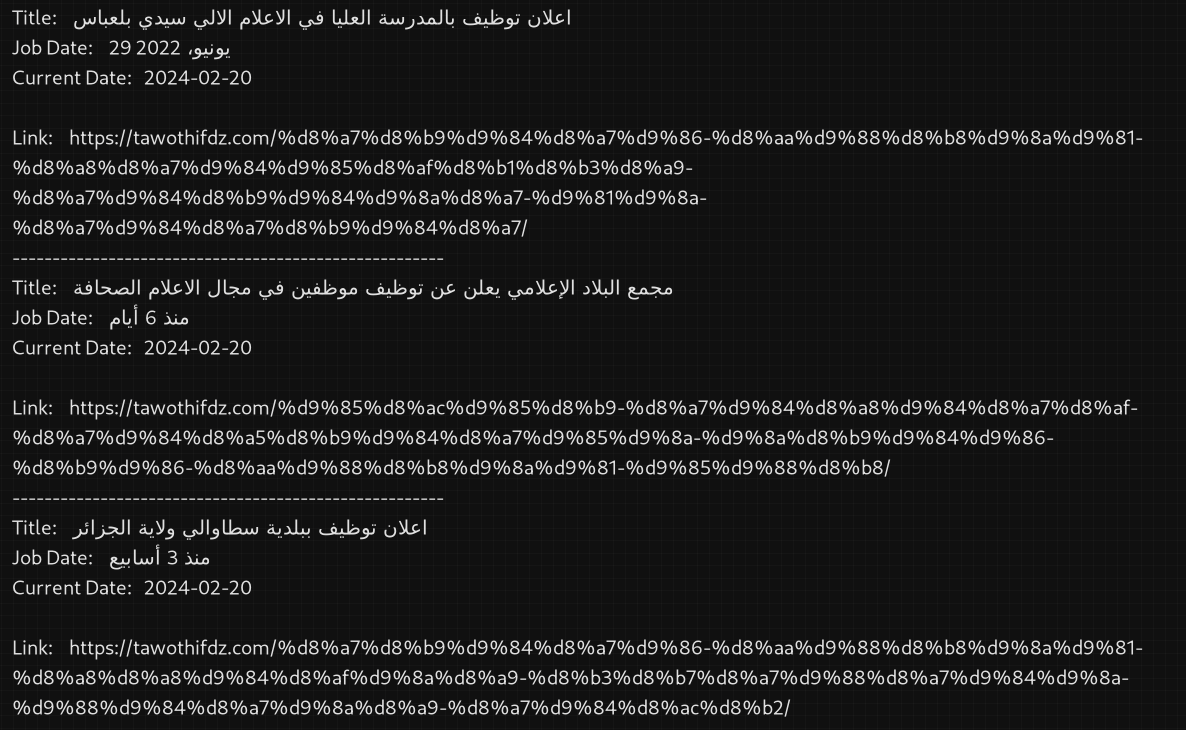 Title: اعلان توظيف بالمدرسة العليا في الاعلام الالي سيدي بلعباس
Job Date: 29 يونيو، 2022
Current Date: 2024-02-20
Link: https://tawothifdz.com/%d8%a7%d8%b9%d9%84%d8%a7%d9%86-%d8%aa%d9%88%d8%b8%d9%8a%d9%81-
%d8%a8%d8%a7%d9%84%d9%85%d8%af%d8%b1%d8%b3%d8%a9-
%d8%a7%d9%84%d8%b9%d9%84%d9%8a%d8%a7-%d9%81%d9%8a-
%d8%a7%d9%84%d8%a7%d8%b9%d9%84%d8%a7/
------------------------------------------------------
Title: مجمع البلاد الإعلامي يعلن عن توظيف موظفين في مجال الاعلام الصحافة
Job Date: منذ 6 أيام
Current Date: 2024-02-20
Link: https://tawothifdz.com/%d9%85%d8%ac%d9%85%d8%b9-%d8%a7%d9%84%d8%a8%d9%84%d8%a7%d8%af-
%d8%a7%d9%84%d8%a5%d8%b9%d9%84%d8%a7%d9%85%d9%8a-%d9%8a%d8%b9%d9%84%d9%86-
%d8%b9%d9%86-%d8%aa%d9%88%d8%b8%d9%8a%d9%81-%d9%85%d9%88%d8%b8/
------------------------------------------------------
Title: اعلان توظيف ببلدية سطاوالي ولاية الجزائر
Job Date: منذ 3 أسابيع
Current Date: 2024-02-20
Link: https://tawothifdz.com/%d8%a7%d8%b9%d9%84%d8%a7%d9%86-%d8%aa%d9%88%d8%b8%d9%8a%d9%81-
%d8%a8%d8%a8%d9%84%d8%af%d9%8a%d8%a9-%d8%b3%d8%b7%d8%a7%d9%88%d8%a7%d9%84%d9%8a-
%d9%88%d9%84%d8%a7%d9%8a%d8%a9-%d8%a7%d9%84%d8%ac%d8%b2/